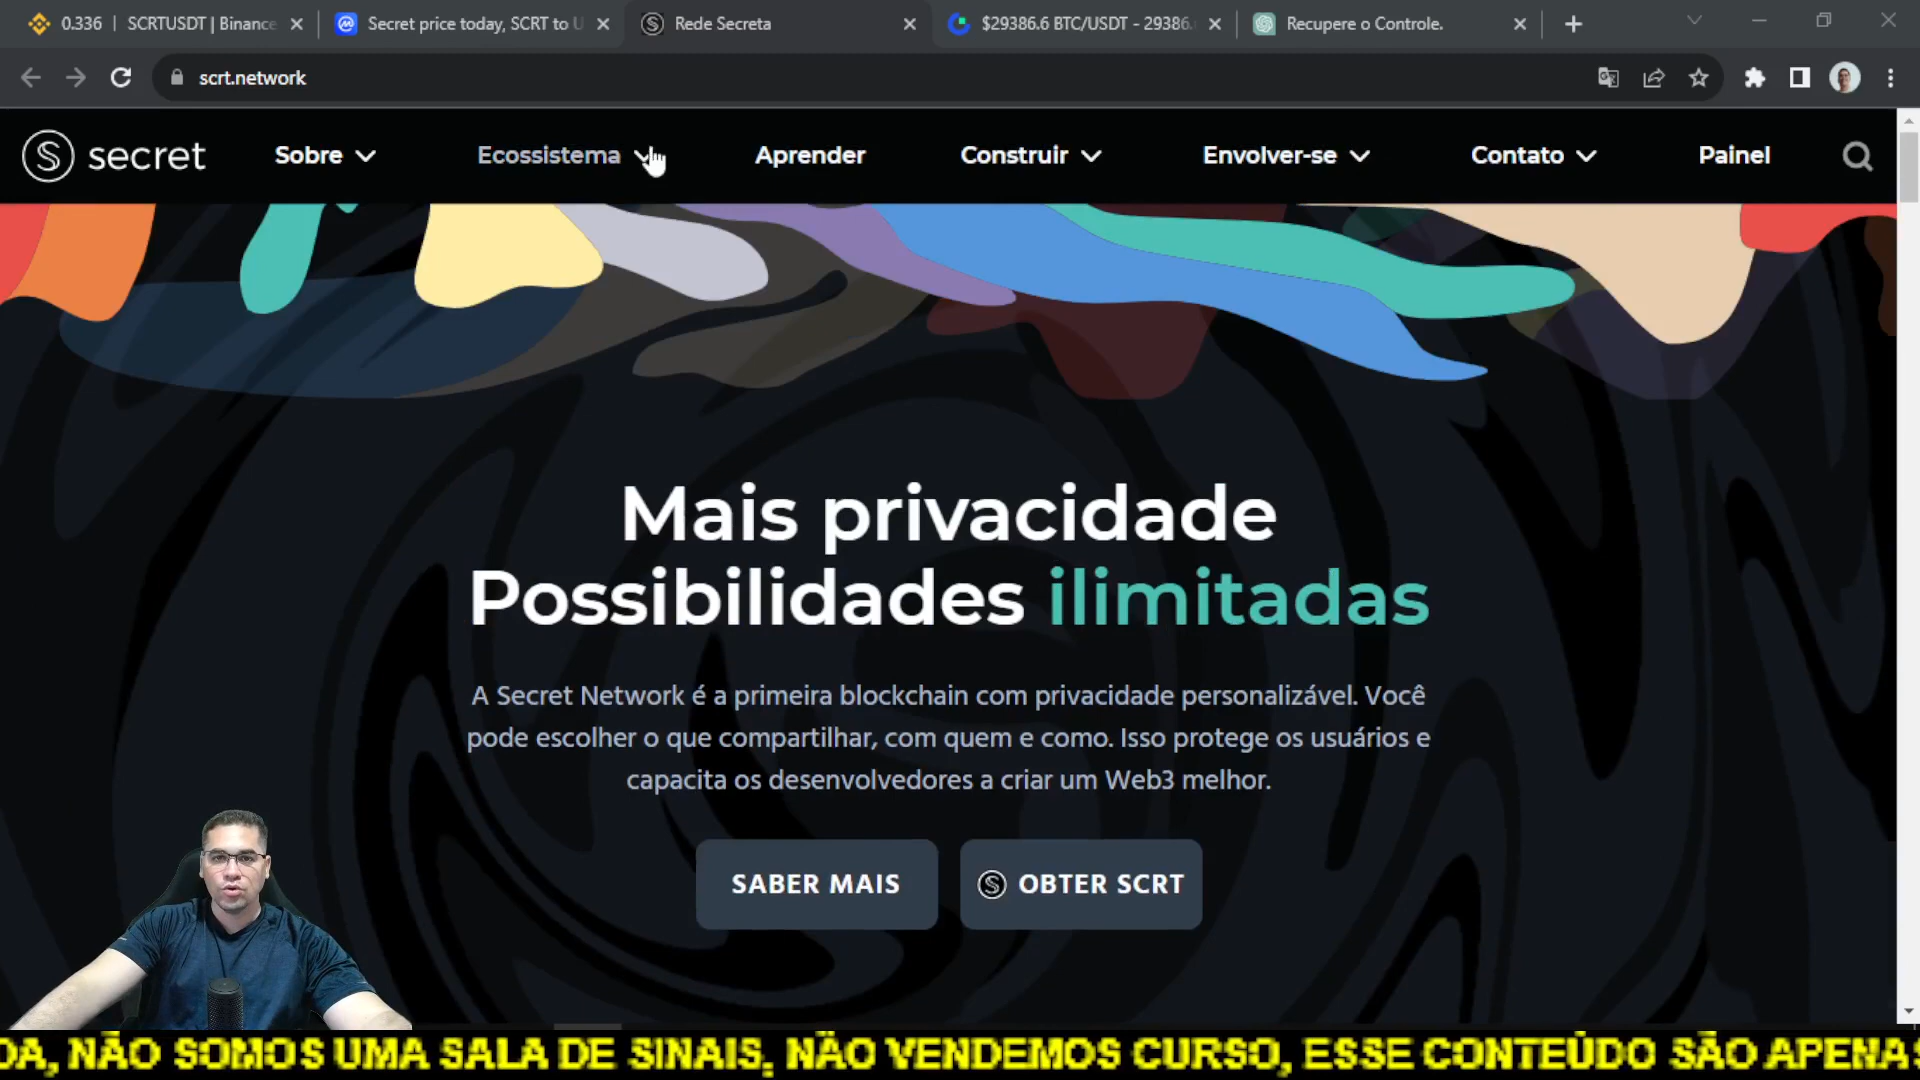 0.336 | SCRTUSDT | Binance
Secret price today, SCRT to U
Rede Secreta
$29386.6 BTC/USDT - 29386.
Recupere o Controle.
scrt.network
secret
Sobre
Ecossistema
Aprender
Construir
Envolver-se
Contato
Painel
Mais privacidade
Possibilidades ilimitadas
A Secret Network é a primeira blockchain com privacidade personalizável. Você
pode escolher o que compartilhar, com quem e como. Isso protege os usuários e
capacita os desenvolvedores a criar um Web3 melhor.
SABER MAIS
OBTER SCRT
DA, NÃO SOMOS UMA SALA DE SINAIS, NÃO VENDEMOS CURSO, ESSE CONTEÚDO SÃO APENAS